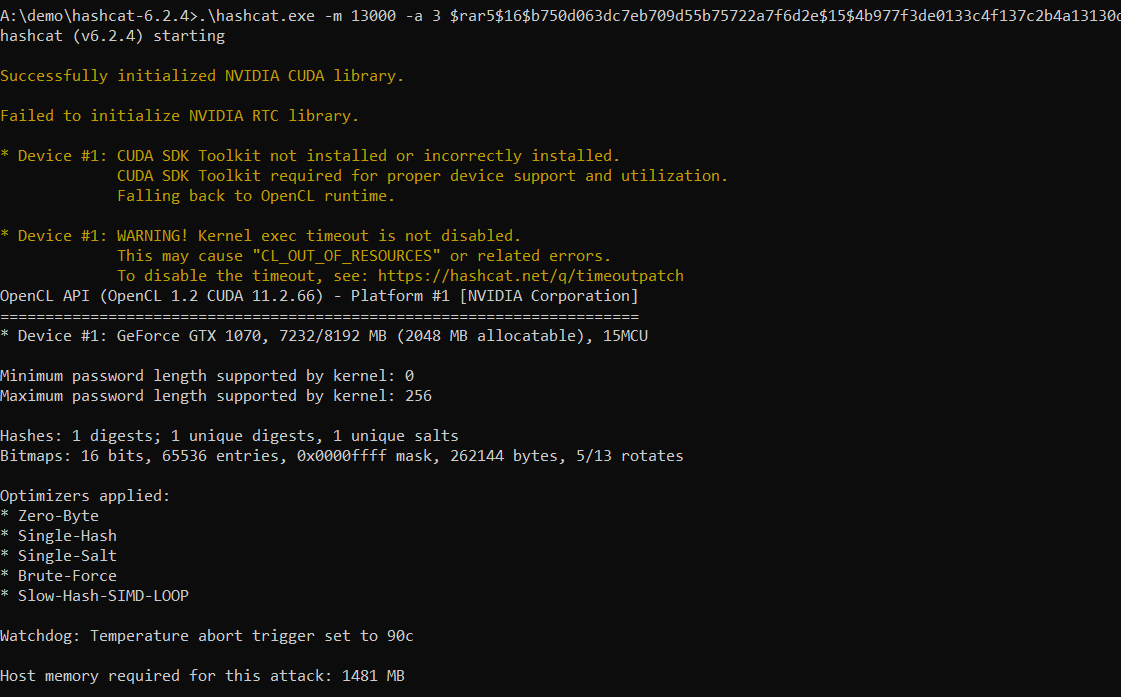 A:\demo\hashcat-6.2.4>.\hashcat.exe -m 13000 -a 3 $rar5$16$b750d063dc7eb709d55b75722a7f6d2e$15$4b977f3de0133c4f137c2b4a13130c
hashcat (v6.2.4) starting
Successfully initialized NVIDIA CUDA library.
Failed to initialize NVIDIA RTC library.
* Device #1: CUDA SDK Toolkit not installed or incorrectly installed.
CUDA SDK Toolkit required for proper device support and utilization.
Falling back to OpenCL runtime.
* Device #1: WARNING! Kernel exec timeout is not disabled.
This may cause "CL_OUT_OF_RESOURCES" or related errors.
To disable the timeout, see: https://hashcat.net/q/timeoutpatch
OpenCL API (OpenCL 1.2 CUDA 11.2.66) - Platform #1 [NVIDIA Corporation]
=======================================================================
* Device #1: GeForce GTX 1070, 7232/8192 MB (2048 MB allocatable), 15MCU
Minimum password length supported by kernel: 0
Maximum password length supported by kernel: 256
Hashes: 1 digests; 1 unique digests, 1 unique salts
Bitmaps: 16 bits, 65536 entries, 0x0000ffff mask, 262144 bytes, 5/13 rotates
Optimizers applied:
* Zero-Byte
* Single-Hash
* Single-Salt
* Brute-Force
* Slow-Hash-SIMD-LOOP
Watchdog: Temperature abort trigger set to 90c
Host memory required for this attack: 1481 MB